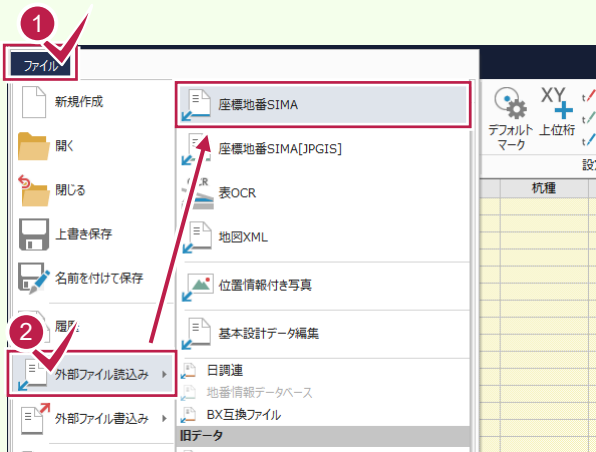 1
ファイル
新規作成
開く
閉じる
上書き保存
名前を付けて保存
2
履歴
外部ファイル読込み
外部ファイル書込み
座標地番SIMA
座標地番SIMA[JPGIS]
表OCR
地図XML
位置情報付き写真
基本設計データ編集
日調連
地番情報データベース
BX互換ファイル
旧データ
デフォルト
マーク
XY
上位桁
杭種